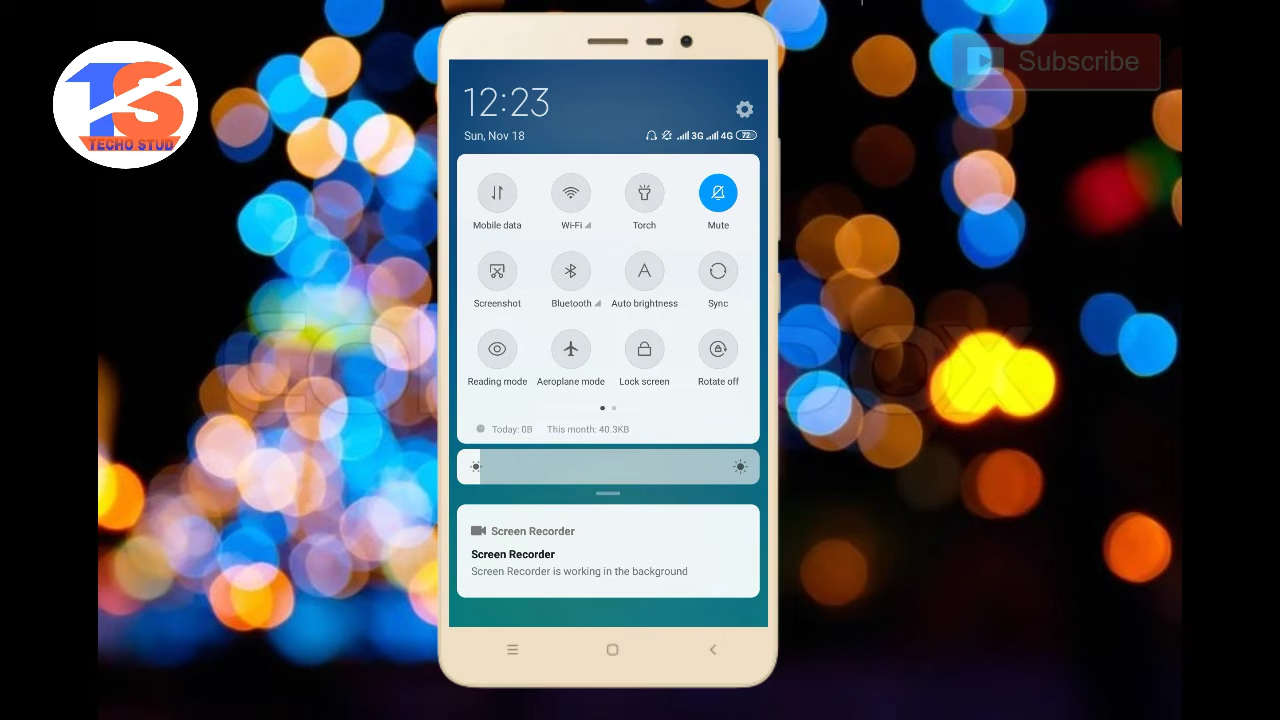 TS
TECHO STUD
Subscribe
12:23
Sun, Nov 18
3G 4G 72
Mobile data Wi-Fi Torch Mute
Screenshot Bluetooth Auto brightness Sync
Reading mode Aeroplane mode Lock screen Rotate off
Today: 0B This month: 40.3KB
Screen Recorder
Screen Recorder
Screen Recorder is working in the background